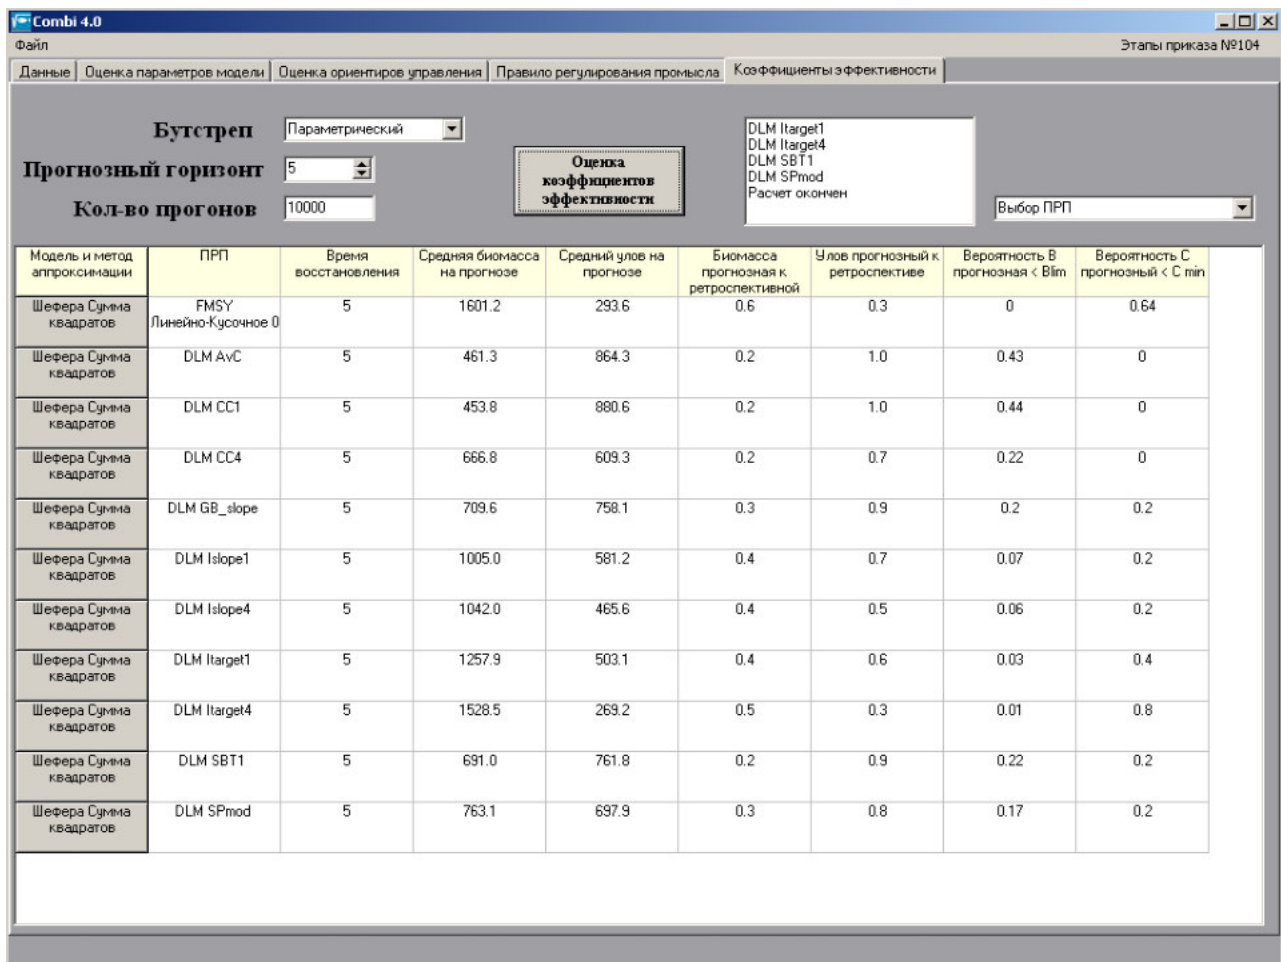 Combi 4.0
Файл
Этапы приказа №104
Данные
Оценка параметров модели
Оценка ориентиров управления
Правило регулирования промысла
Коэффициенты эффективности
Бутстреп
Параметрический
Прогнозный горизонт
5
Кол-во прогонов
10000
Оценка
коэффициентов
эффективности
DLM Itarget1
DLM Itarget4
DLM SBT1
DLM SPmod
Расчет окончен
Выбор ПРП
Модель и метод
аппроксимации
ПРП
Время
восстановления
Средняя биомасса
на прогнозе
Средний улов на
прогнозе
Биомасса
прогнозная к
ретроспективной
Улов прогнозный к
ретроспективе
Вероятность B
прогнозная < Blim
Вероятность C
прогнозный < C min
Шефера Сумма
квадратов
FMSY
Линейно-Кусочное 0
5
1601.2
293.6
0.6
0.3
0
0.64
Шефера Сумма
квадратов
DLM AvC
5
461.3
864.3
0.2
1.0
0.43
0
Шефера Сумма
квадратов
DLM CC1
5
453.8
880.6
0.2
1.0
0.44
0
Шефера Сумма
квадратов
DLM CC4
5
666.8
609.3
0.2
0.7
0.22
0
Шефера Сумма
квадратов
DLM GB_slope
5
709.6
758.1
0.3
0.9
0.2
0.2
Шефера Сумма
квадратов
DLM Islope1
5
1005.0
581.2
0.4
0.7
0.07
0.2
Шефера Сумма
квадратов
DLM Islope4
5
1042.0
465.6
0.4
0.5
0.06
0.2
Шефера Сумма
квадратов
DLM Itarget1
5
1257.9
503.1
0.4
0.6
0.03
0.4
Шефера Сумма
квадратов
DLM Itarget4
5
1528.5
269.2
0.5
0.3
0.01
0.8
Шефера Сумма
квадратов
DLM SBT1
5
691.0
761.8
0.2
0.9
0.22
0.2
Шефера Сумма
квадратов
DLM SPmod
5
763.1
697.9
0.3
0.8
0.17
0.2